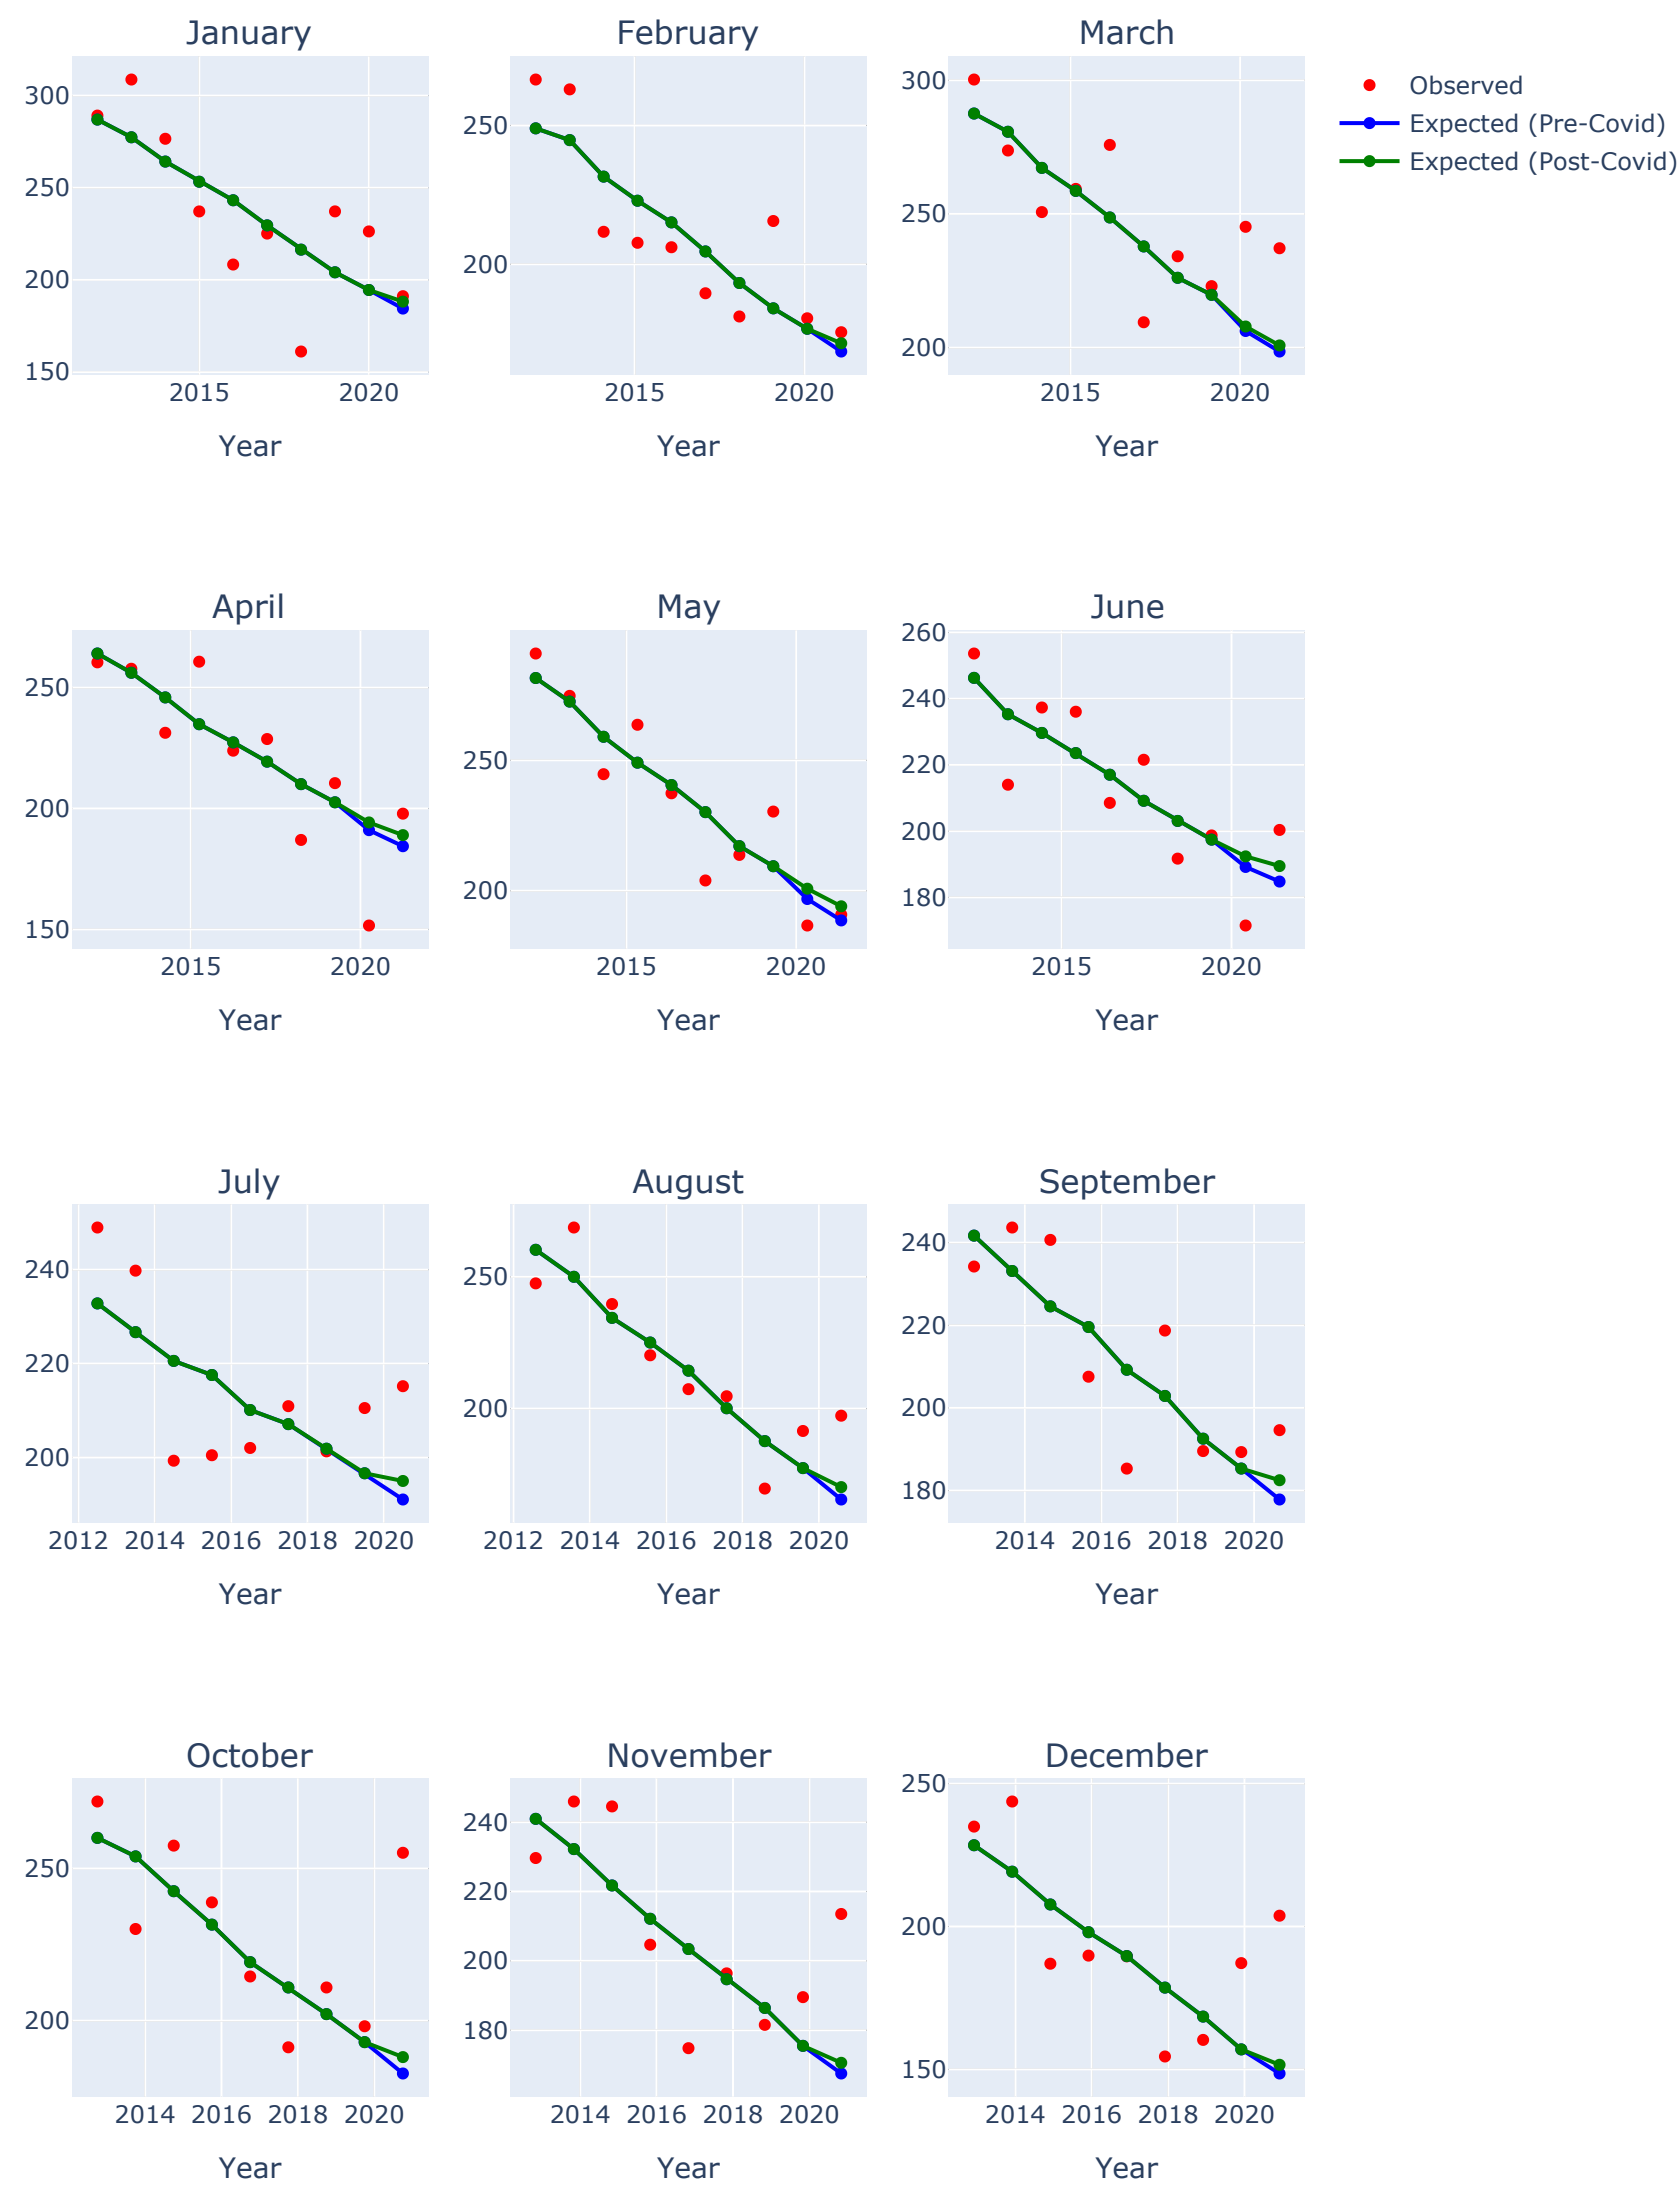 January
February
March
Observed
Expected (Pre-Covid)
Expected (Post-Covid)
300
250
200
150
2015 2020
Year
250
200
2015 2020
Year
300
250
200
2015 2020
Year
April
May
June
250
200
150
2015 2020
Year
250
200
2015 2020
Year
260
240
220
200
180
2015 2020
Year
July
August
September
240
220
200
2012 2014 2016 2018 2020
Year
250
200
2012 2014 2016 2018 2020
Year
240
220
200
180
2014 2016 2018 2020
Year
October
November
December
250
200
2014 2016 2018 2020
Year
240
220
200
180
2014 2016 2018 2020
Year
250
200
150
2014 2016 2018 2020
Year